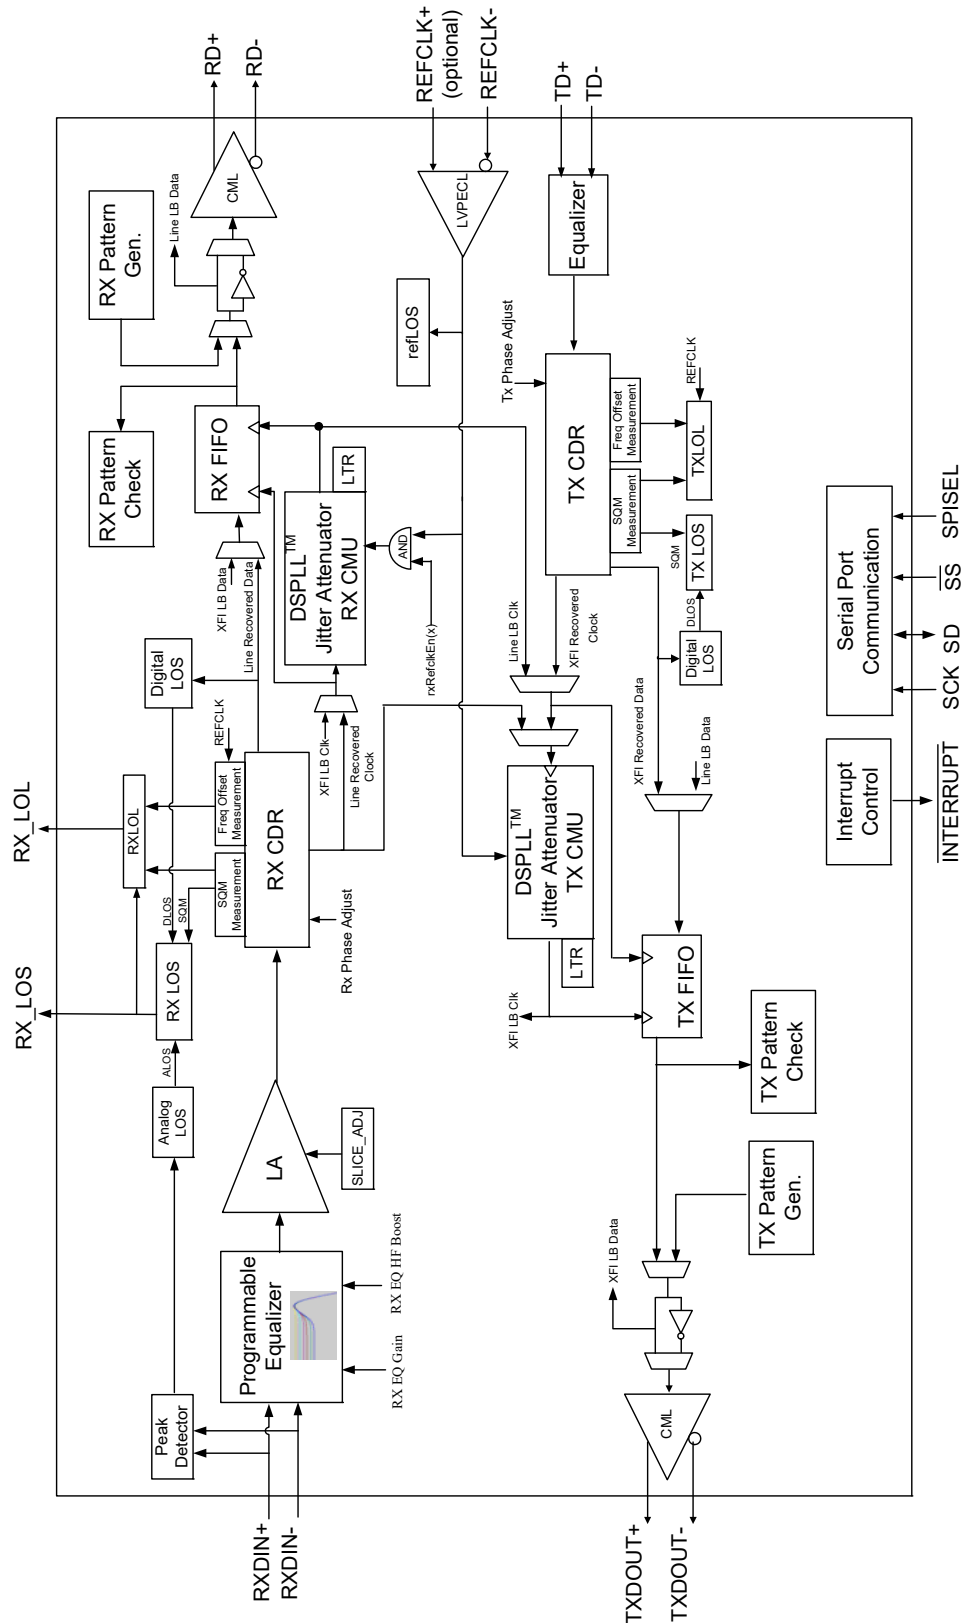 RX_LOS
RX_LOL
RXDIN+
RXDIN-
Peak
Detector
Analog
LOS
ALOS
RX LOS
DLOS
SQM
RXLOL
Digital
LOS
RX Pattern
Check
RX Pattern
Gen.
Line LB Data
RD+
RD-
Programmable
Equalizer
RX EQ Gain
RX EQ HF Boost
LA
SLICE_ADJ
SQM
Measurement
Freq Offset
Measurement
REFCLK
RX CDR
Rx Phase Adjust
XFI LB Data
Line Recovered Data
RX FIFO
CML
XFI LB Clk
Line Recovered
Clock
DSPLL™
Jitter Attenuator
RX CMU
LTR
AND
rxRefclkEn(x)
refLOS
LVPECL
REFCLK+
(optional)
REFCLK-
XFI LB Clk
DSPLL™
Jitter Attenuator
TX CMU
LTR
Line LB Clk
XFI Recovered
Clock
TX CDR
Tx Phase Adjust
SQM
Measurement
Freq Offset
Measurement
Equalizer
TD+
TD-
TXDOUT+
TXDOUT-
CML
XFI LB Data
TX Pattern
Gen.
TX Pattern
Check
TX FIFO
XFI Recovered Data
Line LB Data
Digital
LOS
DLOS
SQM
TX LOS
TXLOL
REFCLK
Interrupt
Control
INTERRUPT
Serial Port
Communication
SCK
SD
SS
SPISEL